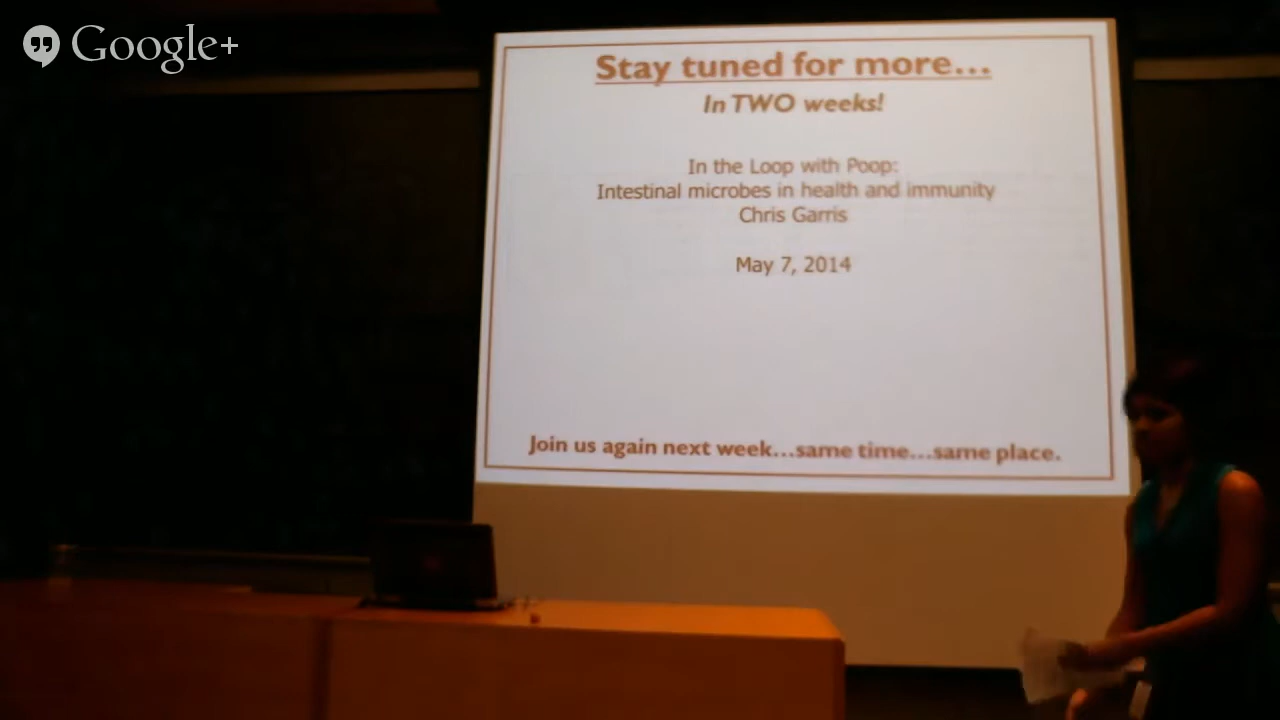 Google+
Stay tuned for more...
In TWO weeks!
In the Loop with Poop:
Intestinal microbes in health and immunity
Chris Garris
May 7, 2014
Join us again next week...same time...same place.